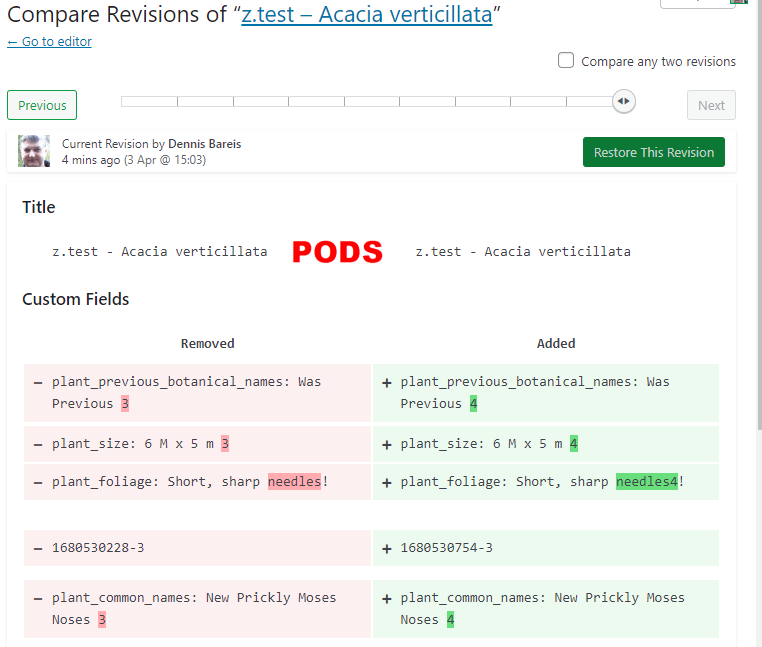 Compare Revisions of “z.test – Acacia verticillata”
← Go to editor
Compare any two revisions
Previous
Next
Current Revision by Dennis Bareis
4 mins ago (3 Apr @ 15:03)
Restore This Revision
Title
z.test - Acacia verticillata
PODS
z.test - Acacia verticillata
Custom Fields
Removed
Added
− plant_previous_botanical_names: Was
Previous 3
+ plant_previous_botanical_names: Was
Previous 4
− plant_size: 6 M x 5 m 3
+ plant_size: 6 M x 5 m 4
− plant_foliage: Short, sharp needles!
+ plant_foliage: Short, sharp needles4!
− 1680530228-3
+ 1680530754-3
− plant_common_names: New Prickly Moses
Noses 3
+ plant_common_names: New Prickly Moses
Noses 4